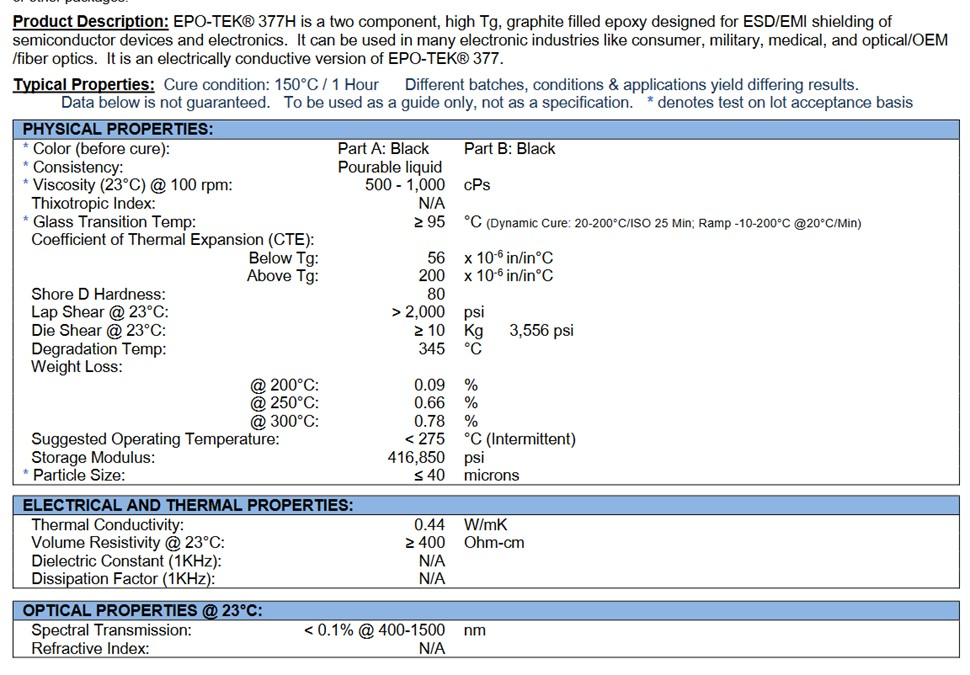 or other packages.
Product Description: EPO-TEK® 377H is a two component, high Tg, graphite filled epoxy designed for ESD/EMI shielding of
semiconductor devices and electronics. It can be used in many electronic industries like consumer, military, medical, and optical/OEM
/fiber optics. It is an electrically conductive version of EPO-TEK® 377.
Typical Properties: Cure condition: 150°C / 1 Hour Different batches, conditions & applications yield differing results.
Data below is not guaranteed. To be used as a guide only, not as a specification. * denotes test on lot acceptance basis
PHYSICAL PROPERTIES:
* Color (before cure): Part A: Black Part B: Black
* Consistency: Pourable liquid
* Viscosity (23°C) @ 100 rpm: 500 - 1,000 cPs
Thixotropic Index: N/A
* Glass Transition Temp: ≥ 95 °C (Dynamic Cure: 20-200°C/ISO 25 Min; Ramp -10-200°C @20°C/Min)
Coefficient of Thermal Expansion (CTE):
Below Tg: 56 x 10⁻⁶ in/in°C
Above Tg: 200 x 10⁻⁶ in/in°C
Shore D Hardness: 80
Lap Shear @ 23°C: > 2,000 psi
Die Shear @ 23°C: ≥ 10 Kg 3,556 psi
Degradation Temp: 345 °C
Weight Loss:
@ 200°C: 0.09 %
@ 250°C: 0.66 %
@ 300°C: 0.78 %
Suggested Operating Temperature: < 275 °C (Intermittent)
Storage Modulus: 416,850 psi
* Particle Size: ≤ 40 microns
ELECTRICAL AND THERMAL PROPERTIES:
Thermal Conductivity: 0.44 W/mK
Volume Resistivity @ 23°C: ≥ 400 Ohm-cm
Dielectric Constant (1KHz): N/A
Dissipation Factor (1KHz): N/A
OPTICAL PROPERTIES @ 23°C:
Spectral Transmission: < 0.1% @ 400-1500 nm
Refractive Index: N/A